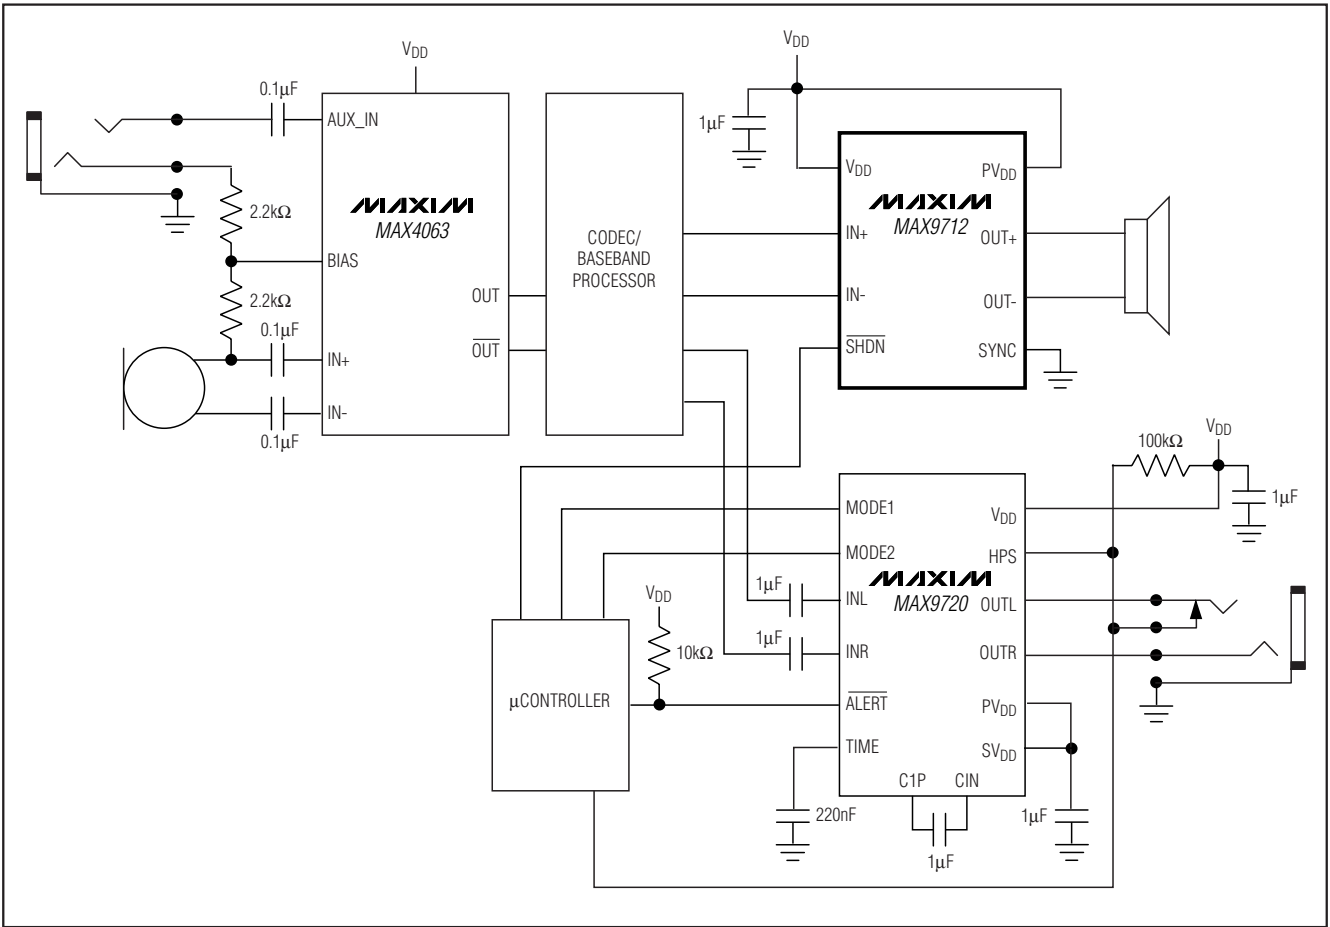 VDD
0.1µF
AUX_IN
MAXIM
MAX4063
2.2kΩ
BIAS
2.2kΩ
0.1µF
IN+
IN-
0.1µF
OUT
OUT
CODEC/
BASEBAND
PROCESSOR
VDD
1µF
VDD
PVDD
MAXIM
MAX9712
IN+
OUT+
IN-
OUT-
SHDN
SYNC
100kΩ
VDD
1µF
MODE1
VDD
MODE2
HPS
MAXIM
MAX9720
1µF
INL
OUTL
1µF
INR
OUTR
VDD
10kΩ
µCONTROLLER
ALERT
PVDD
TIME
SVDD
C1P
CIN
220nF
1µF
1µF